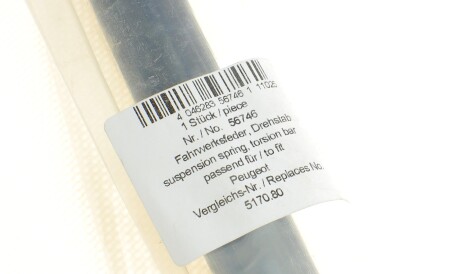 4 046283 56746 1 11025
1 Stück / piece
Nr. / No. 56746
Fahrwerksfeder, Drehstab
suspension spring, torsion bar
passend für / to fit
Peugeot
Vergleichs-Nr. / Replaces No.
5170.80